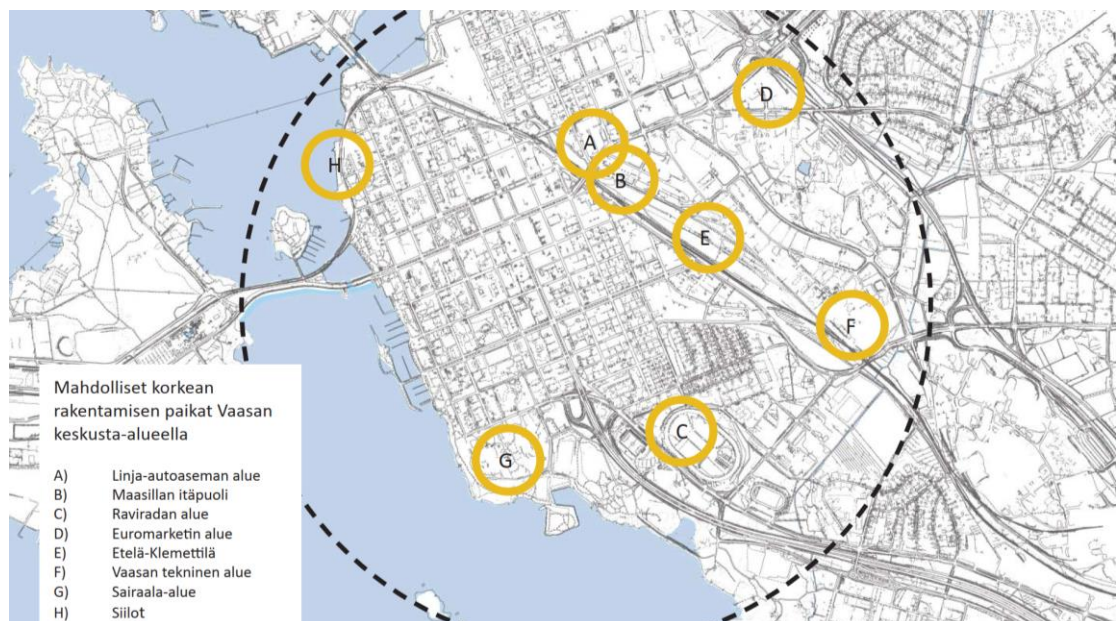 D
A
H
B
E
F
C
G
Mahdolliset korkean
rakentamisen paikat Vaasan
keskusta-alueella
A) Linja-autoaseman alue
B) Maasillan itäpuoli
C) Raviradan alue
D) Euromarketin alue
E) Etelä-Klemettilä
F) Vaasan tekninen alue
G) Sairaala-alue
H) Siilot